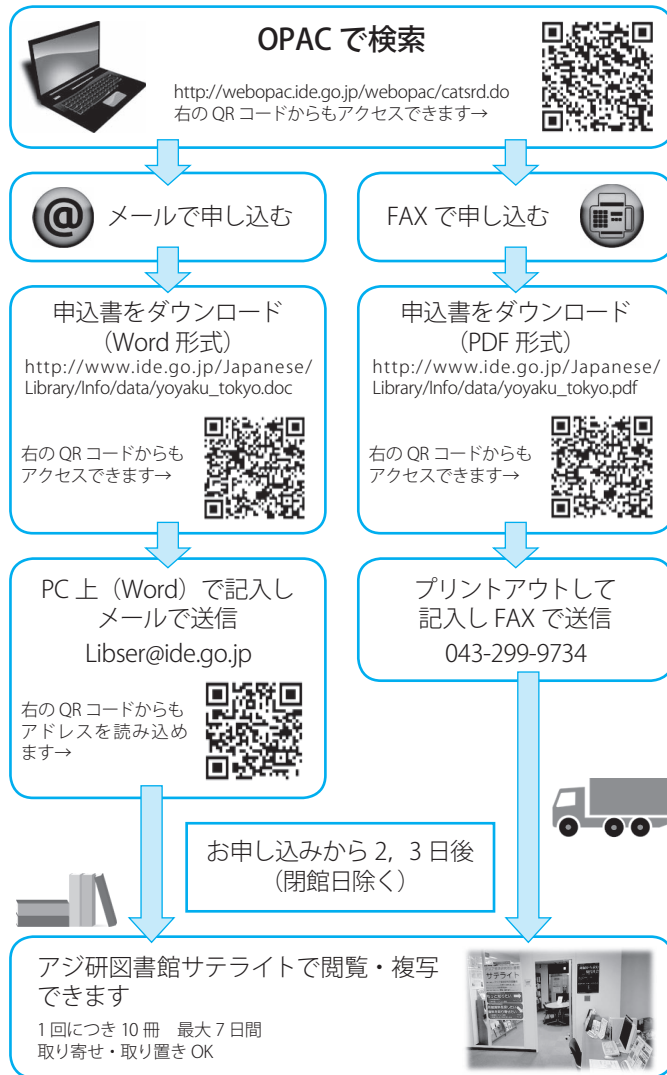 OPAC で検索
http://webopac.ide.go.jp/webopac/catsrd.do
右の QR コードからもアクセスできます→
@ メールで申し込む
FAX で申し込む
申込書をダウンロード
（Word 形式）
http://www.ide.go.jp/Japanese/
Library/Info/data/yoyaku_tokyo.doc
右の QR コードからも
アクセスできます→
申込書をダウンロード
（PDF 形式）
http://www.ide.go.jp/Japanese/
Library/Info/data/yoyaku_tokyo.pdf
右の QR コードからも
アクセスできます→
PC 上（Word）で記入し
メールで送信
Libser@ide.go.jp
右の QR コードからも
アドレスを読み込め
ます→
プリントアウトして
記入し FAX で送信
043-299-9734
お申し込みから 2，3 日後
（閉館日除く）
アジ研図書館サテライトで閲覧・複写
できます
1 回につき 10 冊　最大 7 日間
取り寄せ・取り置き OK
サテライト